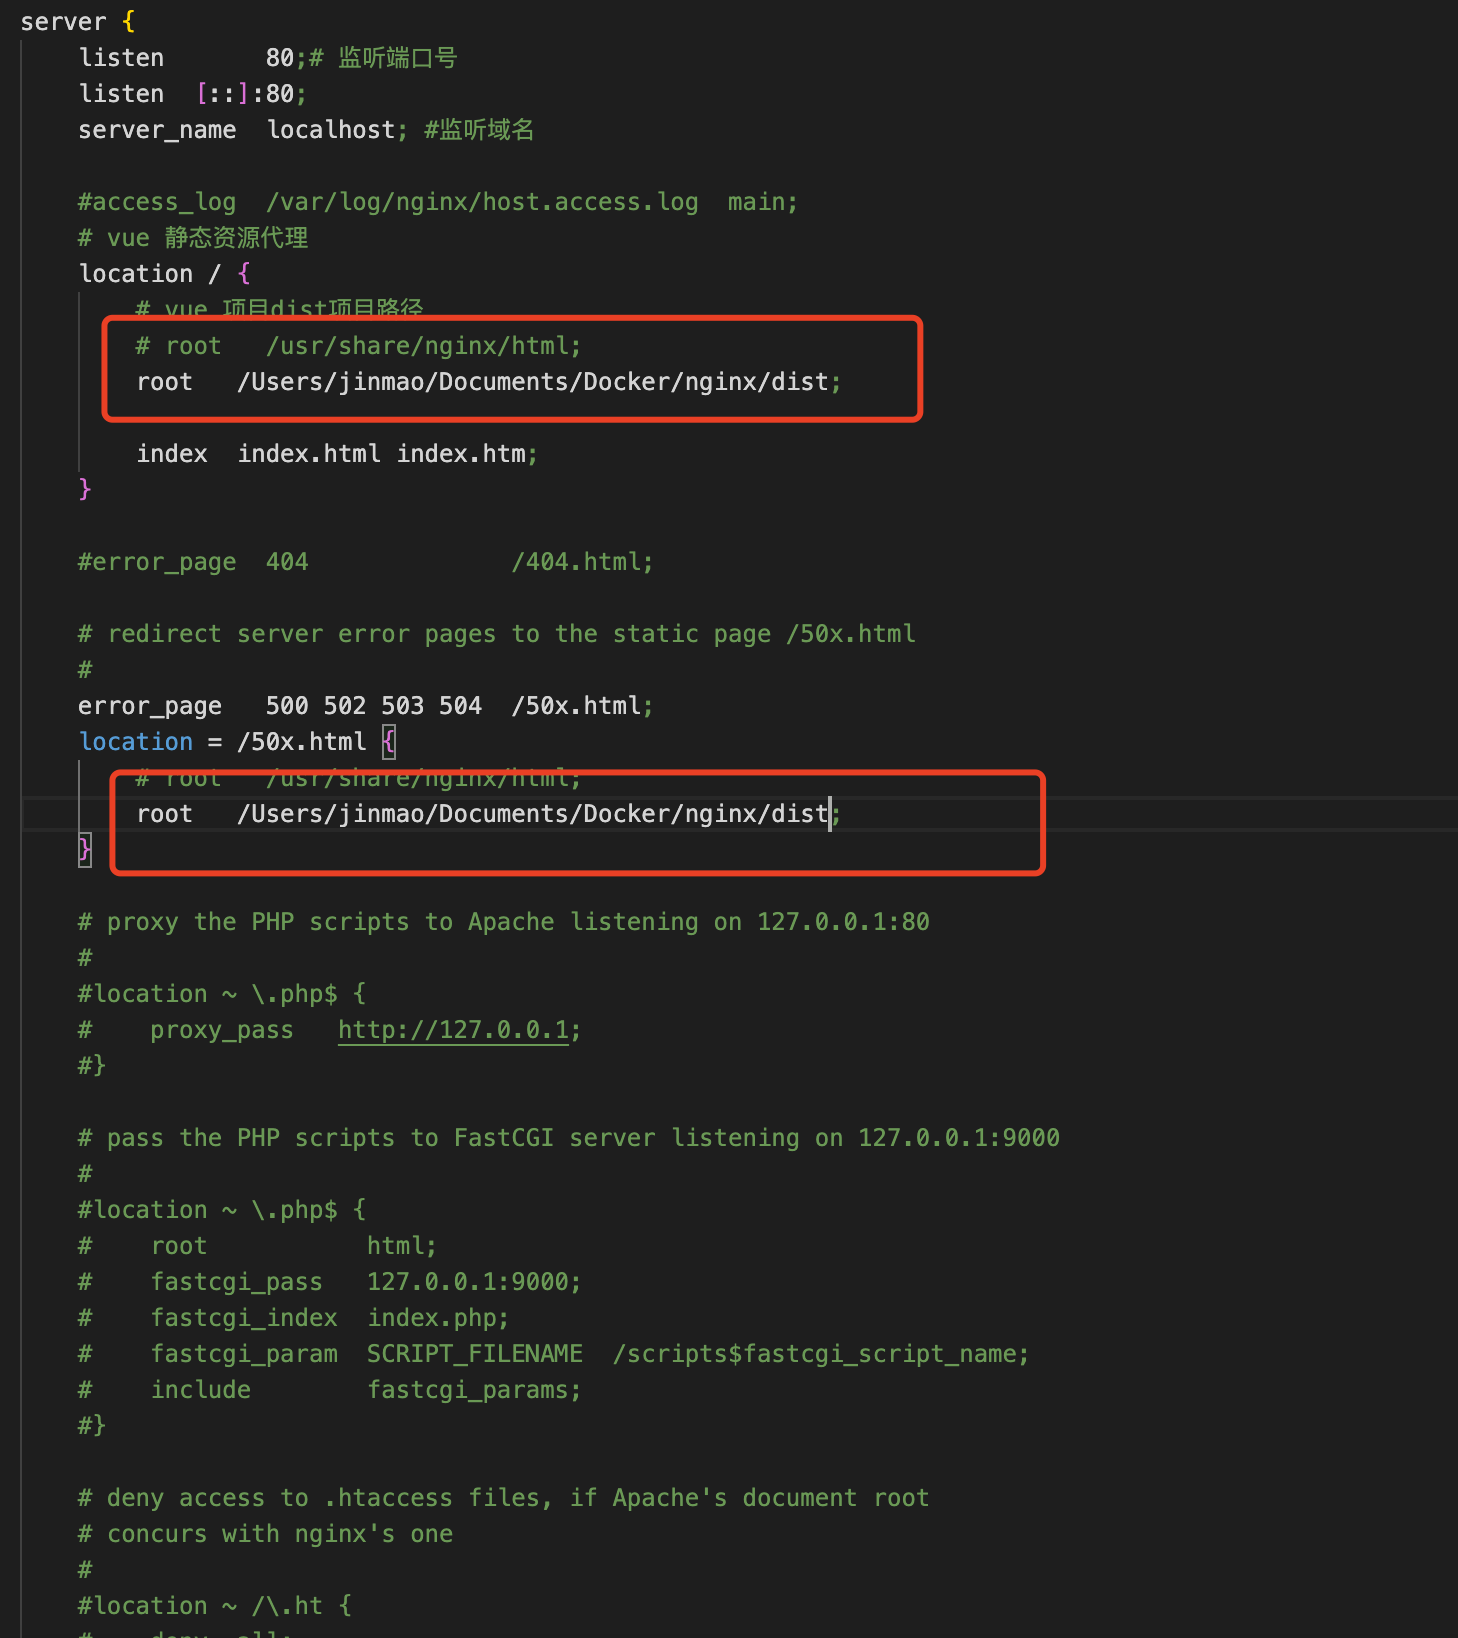 server {
listen       80;# 监听端口号
listen  [::]:80;
server_name  localhost; #监听域名
#access_log  /var/log/nginx/host.access.log  main;
# vue 静态资源代理
location / {
# vue 项目dist项目路径
# root   /usr/share/nginx/html;
root   /Users/jinmao/Documents/Docker/nginx/dist;
index  index.html index.htm;
}
#error_page  404              /404.html;
# redirect server error pages to the static page /50x.html
#
error_page   500 502 503 504  /50x.html;
location = /50x.html {
# root   /usr/share/nginx/html;
root   /Users/jinmao/Documents/Docker/nginx/dist;
}
# proxy the PHP scripts to Apache listening on 127.0.0.1:80
#
#location ~ \.php$ {
#    proxy_pass   http://127.0.0.1;
#}
# pass the PHP scripts to FastCGI server listening on 127.0.0.1:9000
#
#location ~ \.php$ {
#    root           html;
#    fastcgi_pass   127.0.0.1:9000;
#    fastcgi_index  index.php;
#    fastcgi_param  SCRIPT_FILENAME  /scripts$fastcgi_script_name;
#    include        fastcgi_params;
#}
# deny access to .htaccess files, if Apache's document root
# concurs with nginx's one
#
#location ~ /\.ht {
#    deny  all;